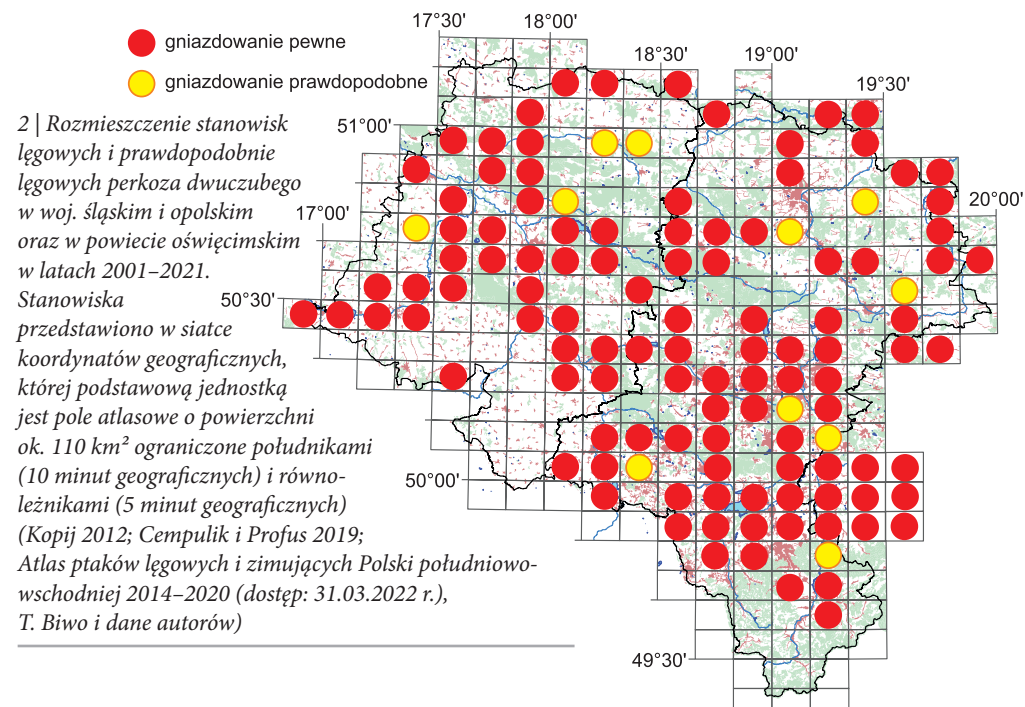 17°30'
18°00'
18°30'
19°00'
19°30'
20°00'
gniazdowanie pewne
gniazdowanie prawdopodobne
51°00'
17°00'
50°30'
50°00'
49°30'
2 | Rozmieszczenie stanowisk
lęgowych i prawdopodobnie
lęgowych perkoza dwuczubego
w woj. śląskim i opolskim
oraz w powiecie oświęcimskim
w latach 2001–2021.
Stanowiska
przedstawiono w siatce
koordynatów geograficznych,
której podstawową jednostką
jest pole atlasowe o powierzchni
ok. 110 km² ograniczone południkami
(10 minut geograficznych) i równo-
leżnikami (5 minut geograficznych)
(Kopij 2012; Cempulik i Profus 2019;
Atlas ptaków lęgowych i zimujących Polski południowo-
wschodniej 2014–2020 (dostęp: 31.03.2022 r.),
T. Biwo i dane autorów)